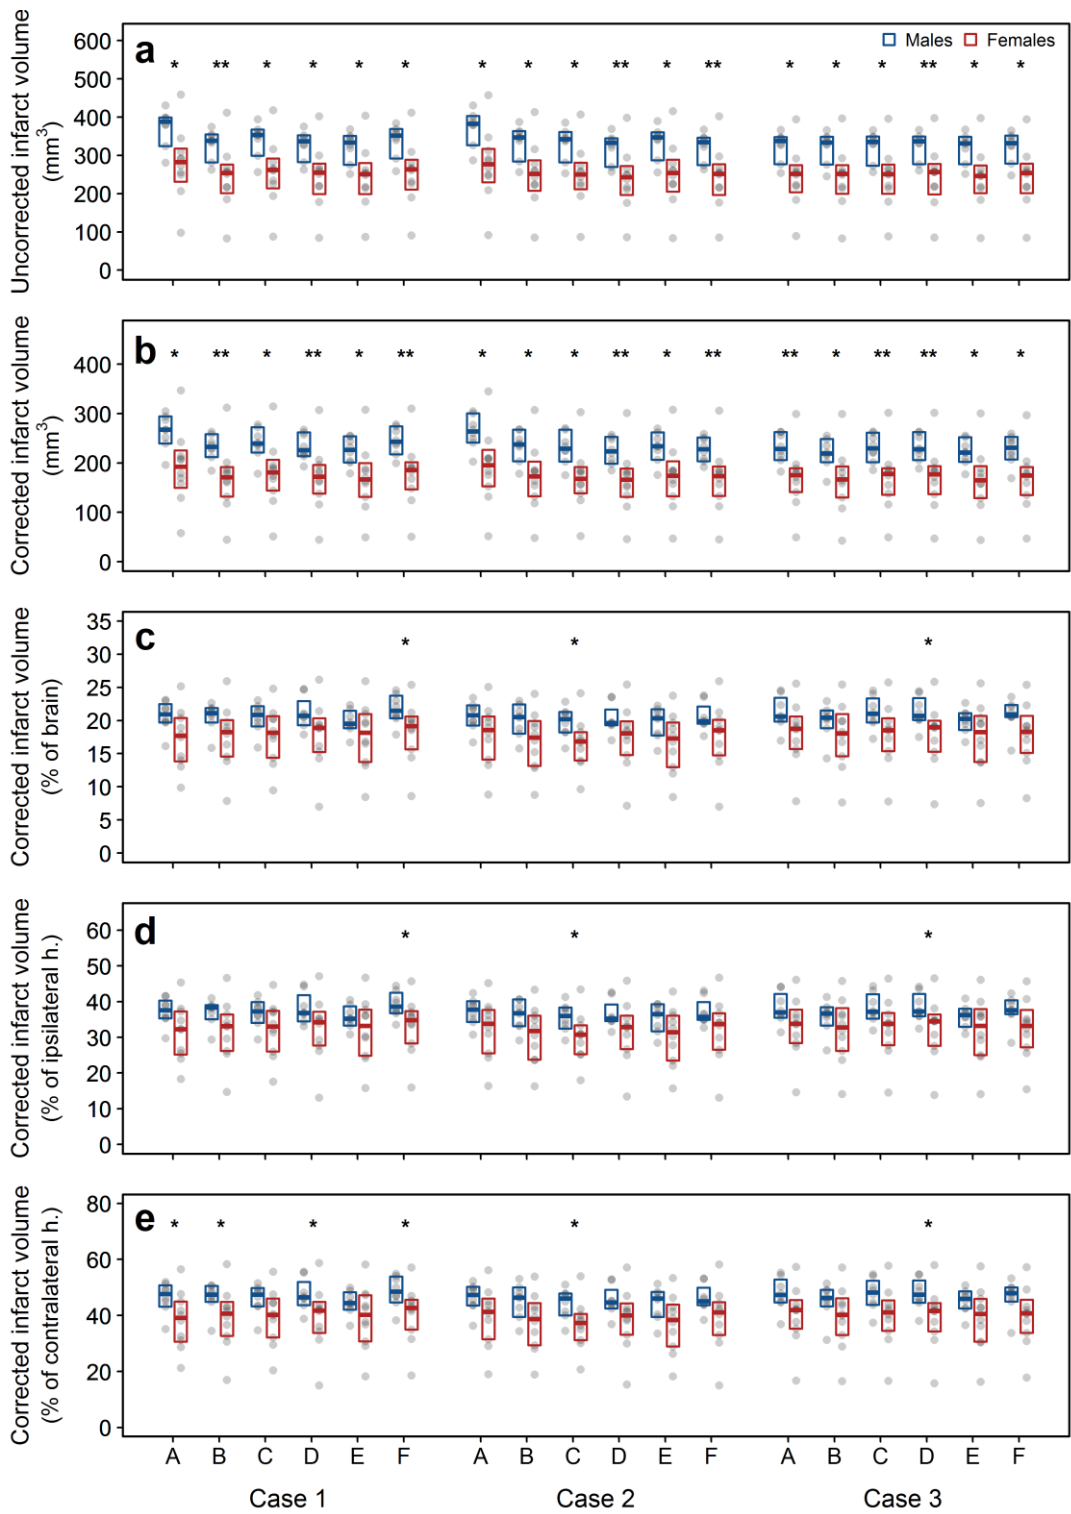 a
Males Females
Uncorrected infarct volume
(mm³)
600
500
400
300
200
100
0
* ** * * * * * * * ** * ** * * * ** * *
b
Corrected infarct volume
(mm³)
400
300
200
100
0
* ** * ** * ** * * * ** * ** ** * ** ** * *
c
Corrected infarct volume
(% of brain)
35
30
25
20
15
10
5
0
* * *
d
Corrected infarct volume
(% of ipsilateral h.)
60
50
40
30
20
10
0
* * *
e
Corrected infarct volume
(% of contralateral h.)
80
60
40
20
0
* * * * * *
A B C D E F A B C D E F A B C D E F
Case 1 Case 2 Case 3